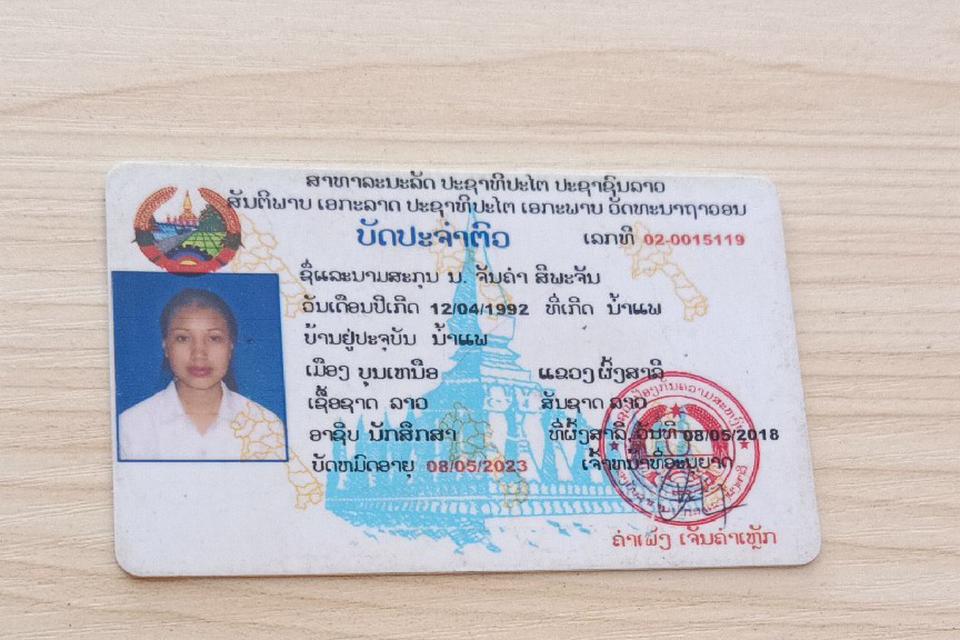 ສາທາລະນະລັດ ປະຊາທິປະໄຕ ປະຊາຊົນລາວ
ສັນຕິພາບ ເອກະລາດ ປະຊາທິປະໄຕ ເອກະພາບ ວັດທະນາຖາວອນ
ບັດປະຈຳຕົວ
ເລກທີ 02-0015119
ຊື່ແລະນາມສະກຸນ ນ. ຈັນຄຳ ສີພະຈັນ
ວັນເດືອນປີເກີດ 12/04/1992 ທີ່ເກີດ ນ້ຳແພ
ບ້ານຢູ່ປະຈຸບັນ ນ້ຳແພ
ເມືອງ ບຸນເຫນືອ ແຂວງ ຜົ້ງສາລີ
ເຊື້ອຊາດ ລາວ ສັນຊາດ ລາວ
ອາຊີບ ນັກສຶກສາ ທີ່ຜົ້ງສາລີ, ວັນທີ 08/05/2018
ບັດຫມົດອາຍຸ 08/05/2023 ເຈົ້າຫນ້າທີ່ອະນຸຍາດ
ຄຳເຜັງ ເຈັນຄຳເຫຼັກ